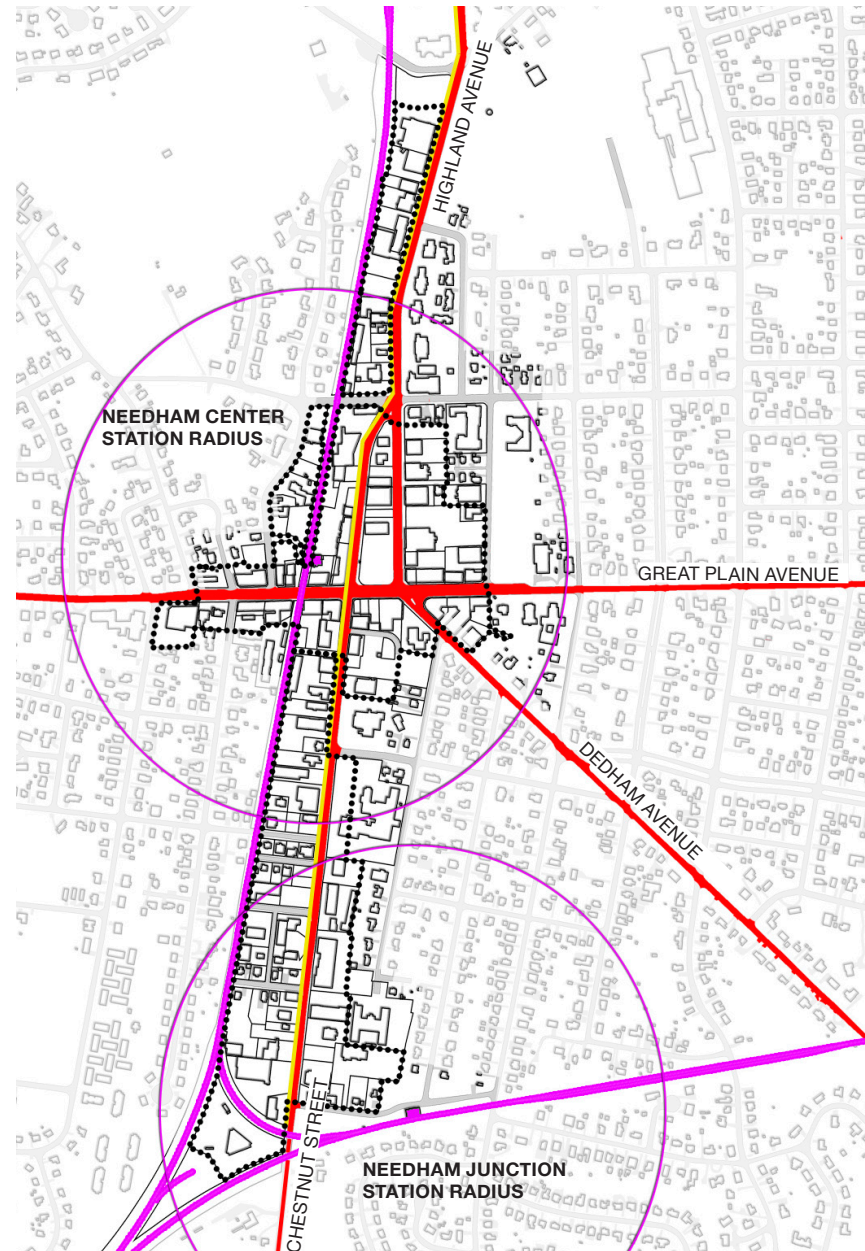 HIGHLAND AVENUE
NEEDHAM CENTER
STATION RADIUS
GREAT PLAIN AVENUE
DEDHAM AVENUE
CHESTNUT STREET
NEEDHAM JUNCTION
STATION RADIUS